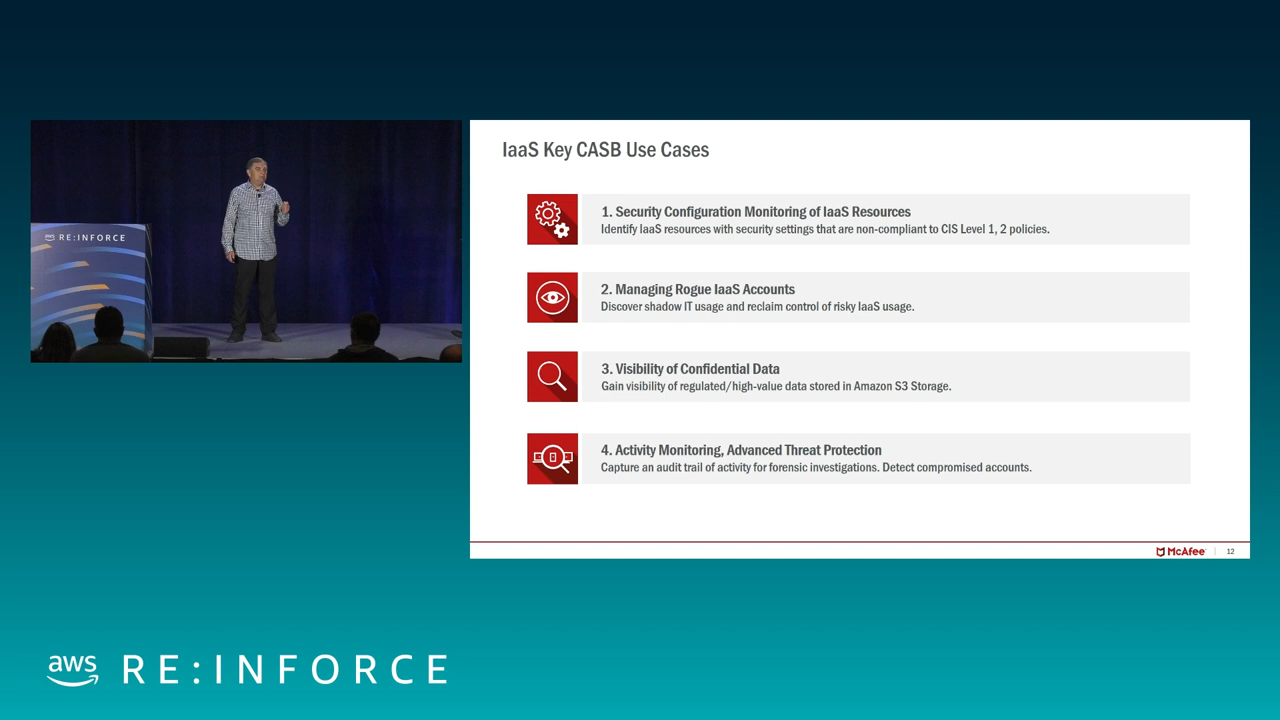 RE:INFORCE
IaaS Key CASB Use Cases
1. Security Configuration Monitoring of IaaS Resources
Identify IaaS resources with security settings that are non-compliant to CIS Level 1, 2 policies.
2. Managing Rogue IaaS Accounts
Discover shadow IT usage and reclaim control of risky IaaS usage.
3. Visibility of Confidential Data
Gain visibility of regulated/high-value data stored in Amazon S3 Storage.
4. Activity Monitoring, Advanced Threat Protection
Capture an audit trail of activity for forensic investigations. Detect compromised accounts.
McAfee | 12
aws RE:INFORCE